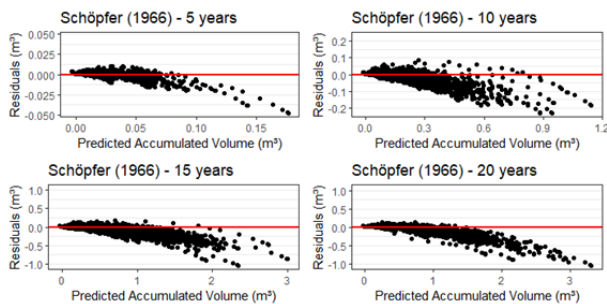 Schöpfer (1966) - 5 years
Residuals (m³)
0.050
0.025
0.000
-0.025
-0.050
0.00 0.05 0.10 0.15
Predicted Accumulated Volume (m³)
Schöpfer (1966) - 10 years
Residuals (m³)
0.2
0.1
0.0
-0.1
-0.2
0.0 0.3 0.6 0.9 1.2
Predicted Accumulated Volume (m³)
Schöpfer (1966) - 15 years
Residuals (m³)
1.0
0.5
0.0
-0.5
-1.0
0 1 2 3
Predicted Accumulated Volume (m³)
Schöpfer (1966) - 20 years
Residuals (m³)
1.0
0.5
0.0
-0.5
-1.0
0 1 2 3
Predicted Accumulated Volume (m³)